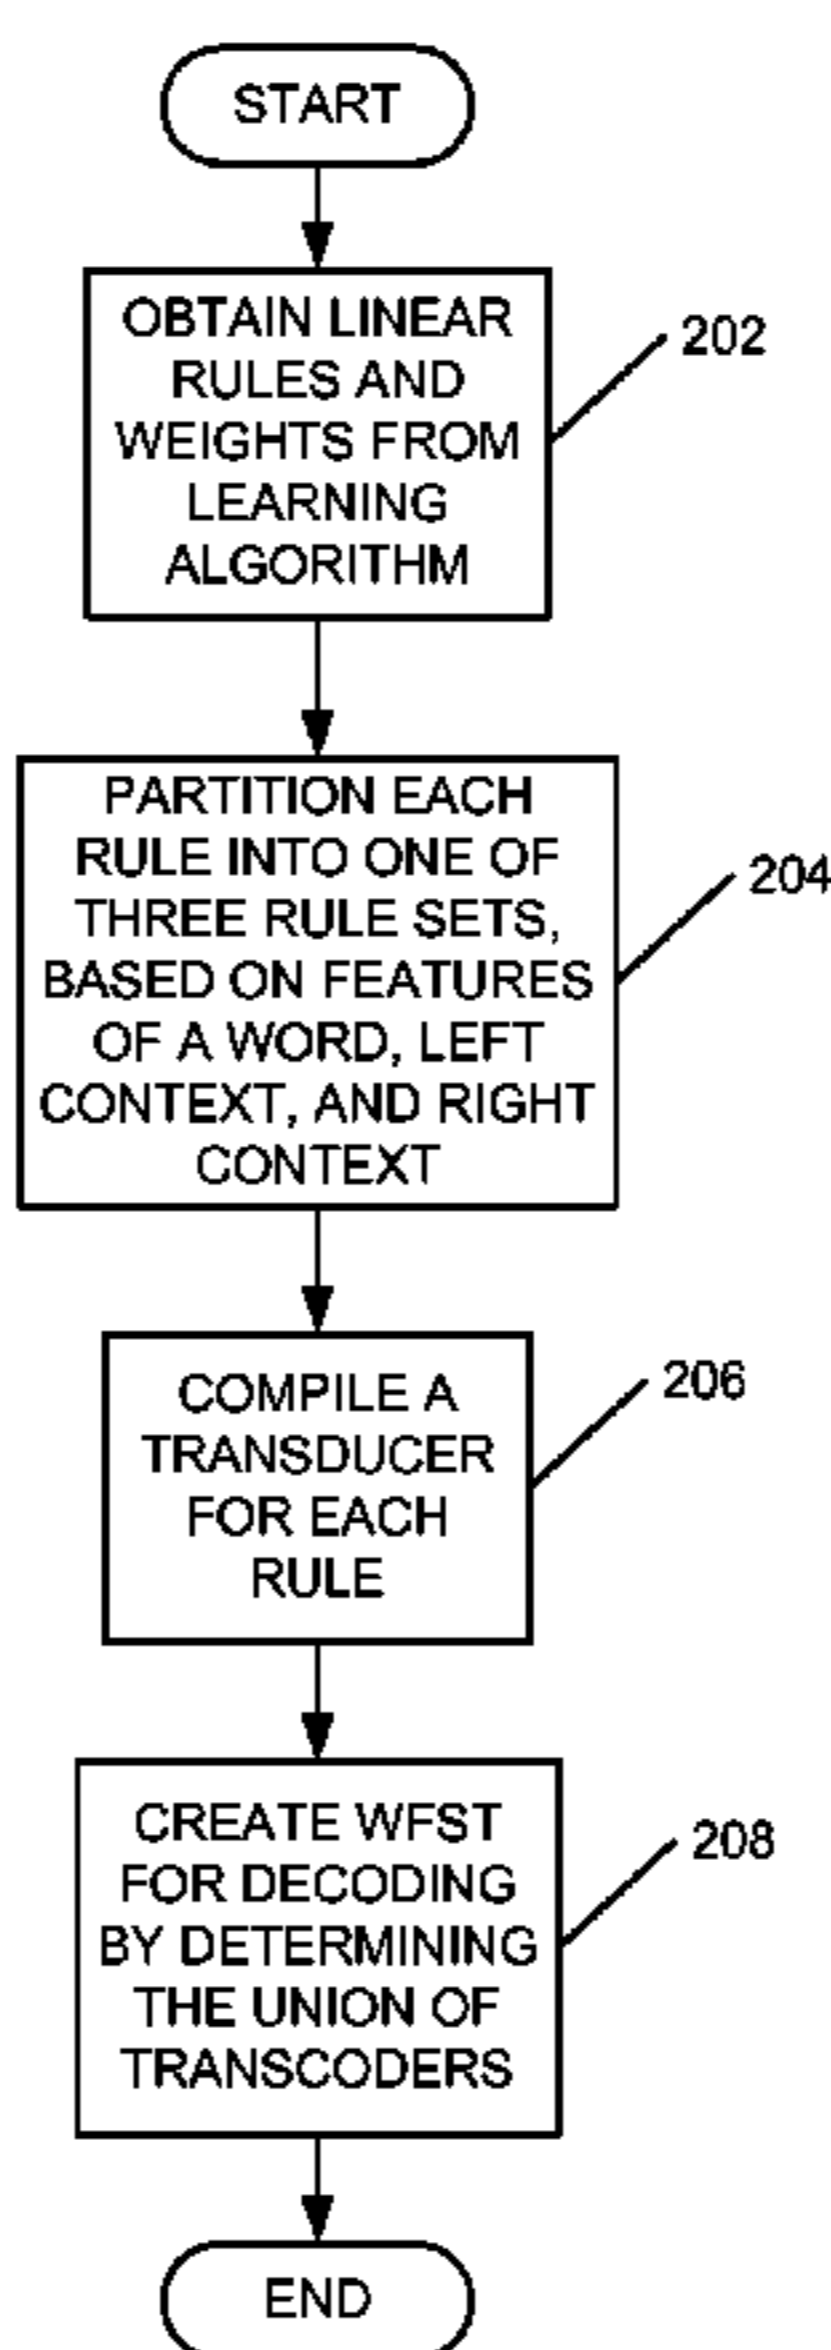 START
OBTAIN LINEAR
RULES AND
WEIGHTS FROM
LEARNING
ALGORITHM
202
PARTITION EACH
RULE INTO ONE OF
THREE RULE SETS,
BASED ON FEATURES
OF A WORD, LEFT
CONTEXT, AND RIGHT
CONTEXT
204
COMPILE A
TRANSDUCER
FOR EACH
RULE
206
CREATE WFST
FOR DECODING
BY DETERMINING
THE UNION OF
TRANSCODERS
208
END